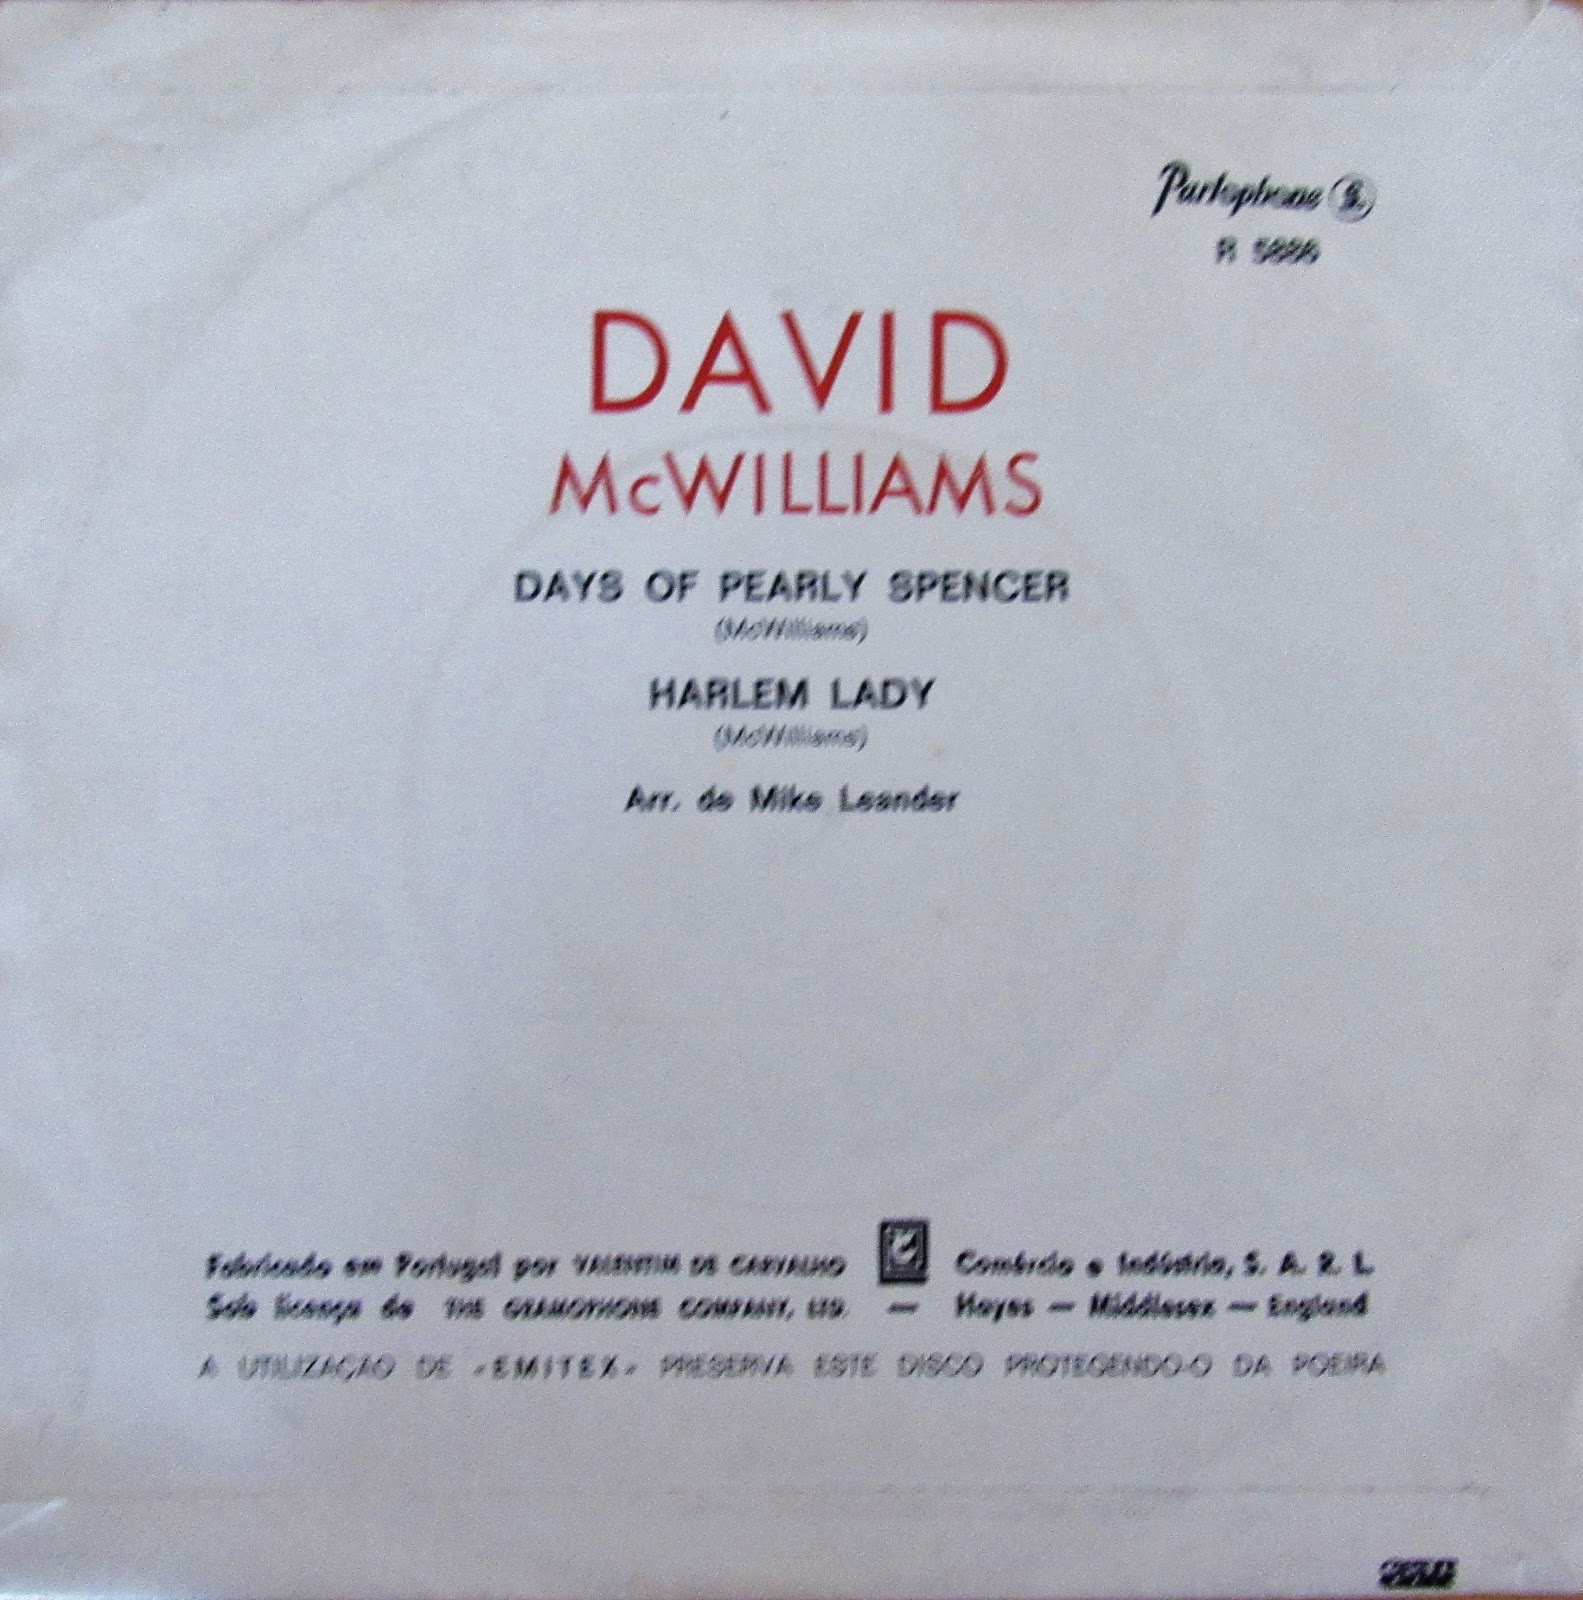 Parlophone
DAVID
McWILLIAMS
DAYS OF PEARLY SPENCER
(McWilliams)
HARLEM LADY
(McWilliams)
Arr. de Mike Leander
Fabricado em Portugal por VALENTIM DE CARVALHO Comércio e Indústria, S. A. R. L.
Sob licença de THE GRAMOPHONE COMPANY, LTD. — Hayes — Middlesex — England
A UTILIZAÇÃO DE «EMITEX» PRESERVA ESTE DISCO PROTEGENDO-O DA POEIRA